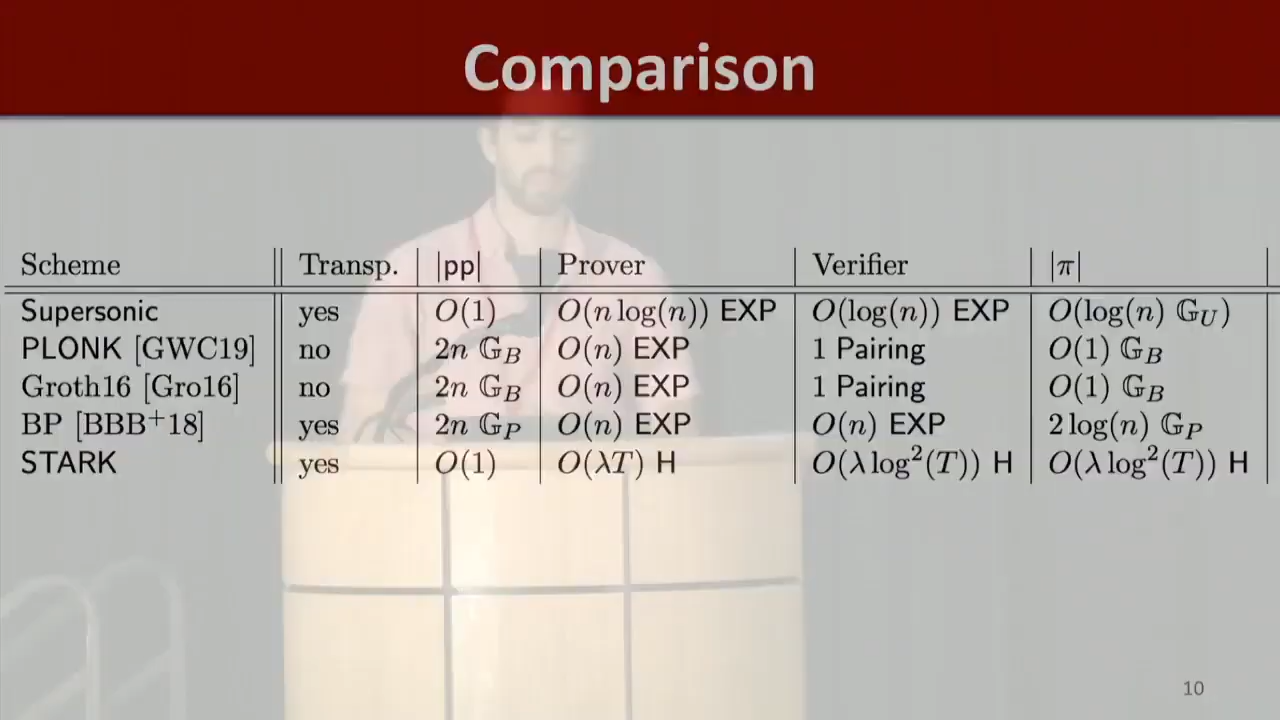 Comparison
Scheme Transp. |pp| Prover Verifier |π|
Supersonic yes O(1) O(n log(n)) EXP O(log(n)) EXP O(log(n) 𝔾_U)
PLONK [GWC19] no 2n 𝔾_B O(n) EXP 1 Pairing O(1) 𝔾_B
Groth16 [Gro16] no 2n 𝔾_B O(n) EXP 1 Pairing O(1) 𝔾_B
BP [BBB⁺18] yes 2n 𝔾_P O(n) EXP O(n) EXP 2 log(n) 𝔾_P
STARK yes O(1) O(λT) H O(λ log²(T)) H O(λ log²(T)) H
10